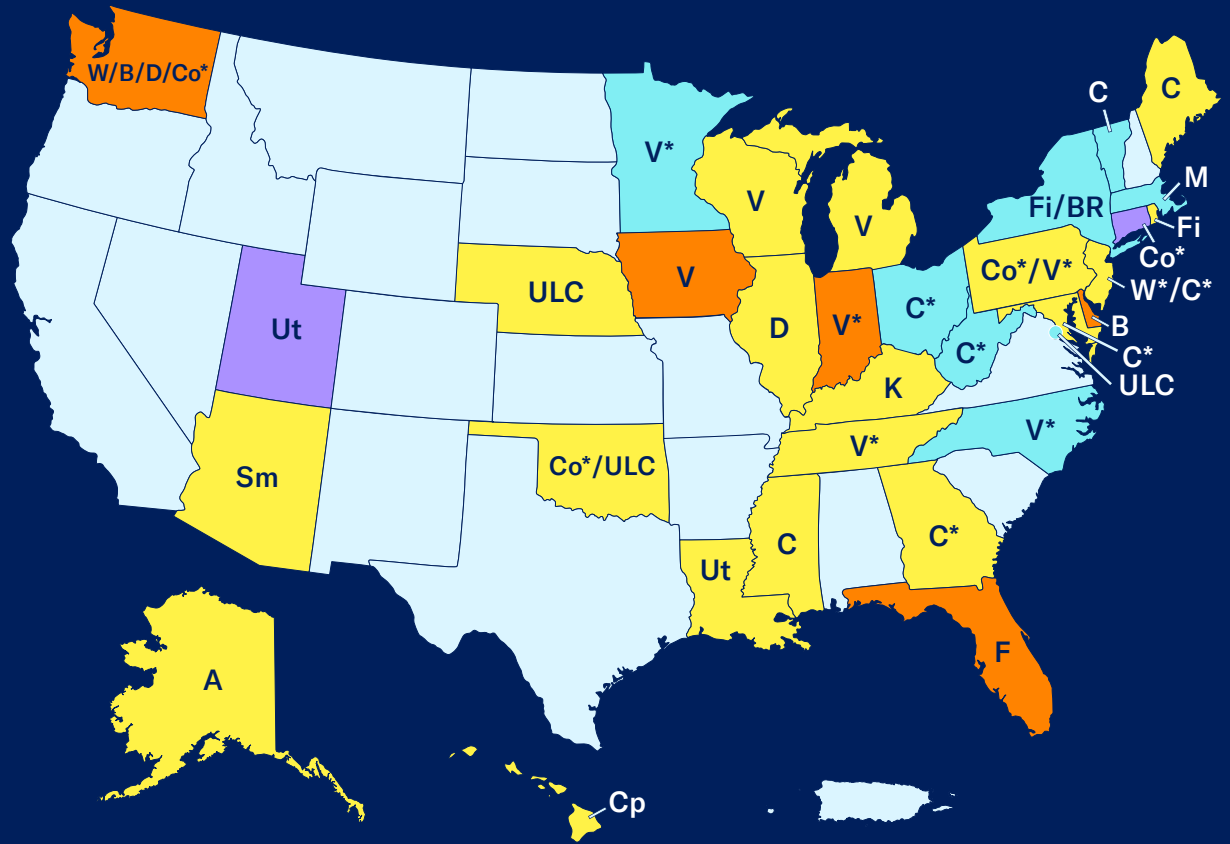 W/B/D/Co*
C
C
V*
M
V
Fi/BR
V
Fi
Co*
Co*/V*
V
W*/C*
ULC
C*
B
Ut
D
V*
C*
C*
ULC
K
V*
V*
Co*/ULC
Sm
C*
C
Ut
F
A
Cp